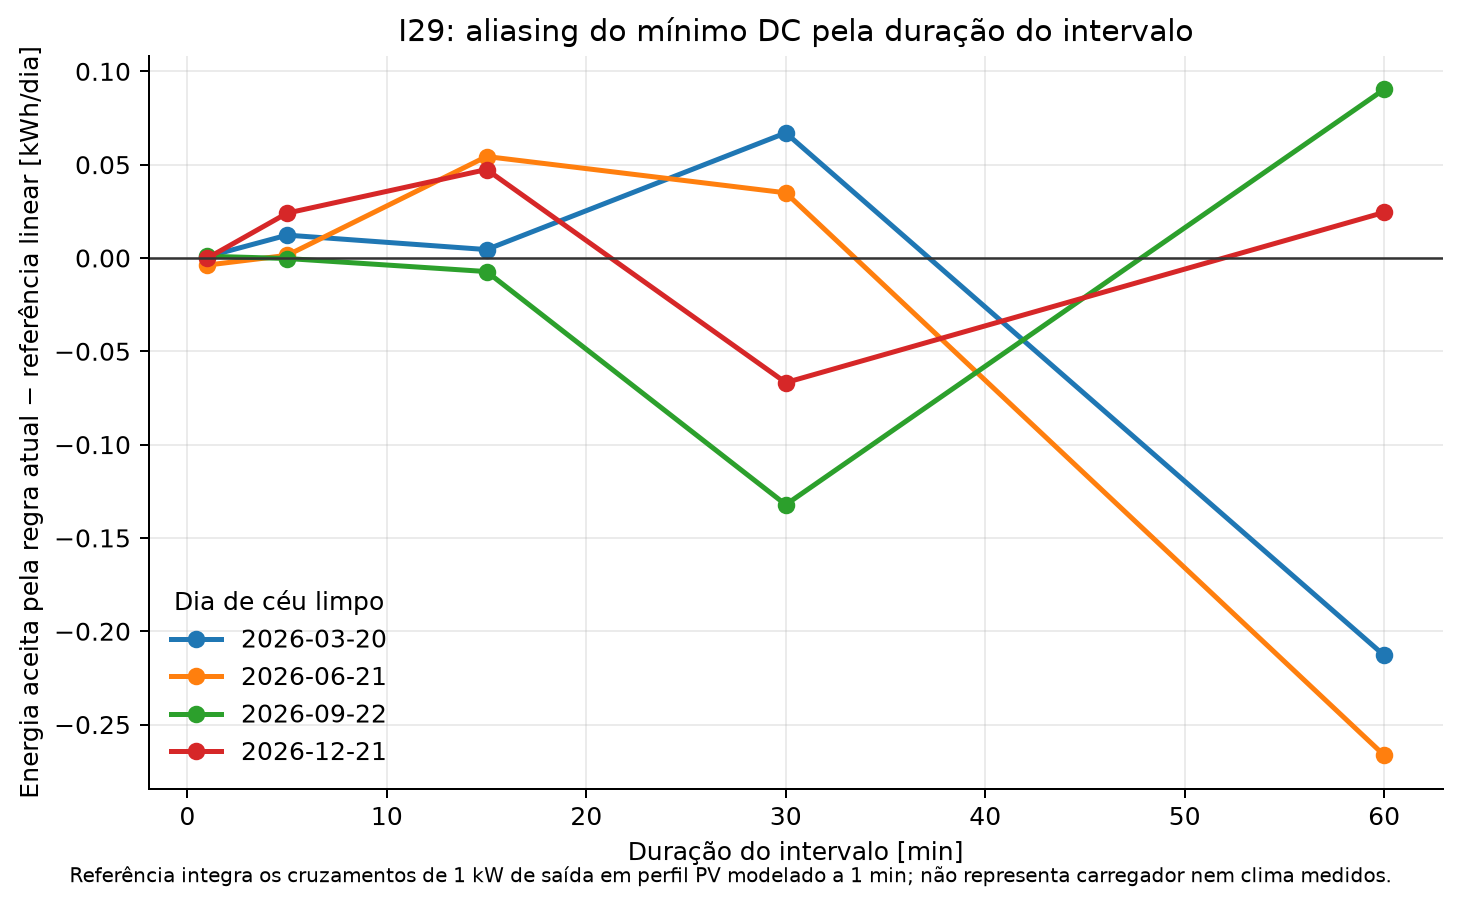 I29: aliasing do mínimo DC pela duração do intervalo
Energia aceita pela regra atual − referência linear [kWh/dia]
0.10
0.05
0.00
−0.05
−0.10
−0.15
−0.20
−0.25
Dia de céu limpo
2026-03-20
2026-06-21
2026-09-22
2026-12-21
0 10 20 30 40 50 60
Duração do intervalo [min]
Referência integra os cruzamentos de 1 kW de saída em perfil PV modelado a 1 min; não representa carregador nem clima medidos.